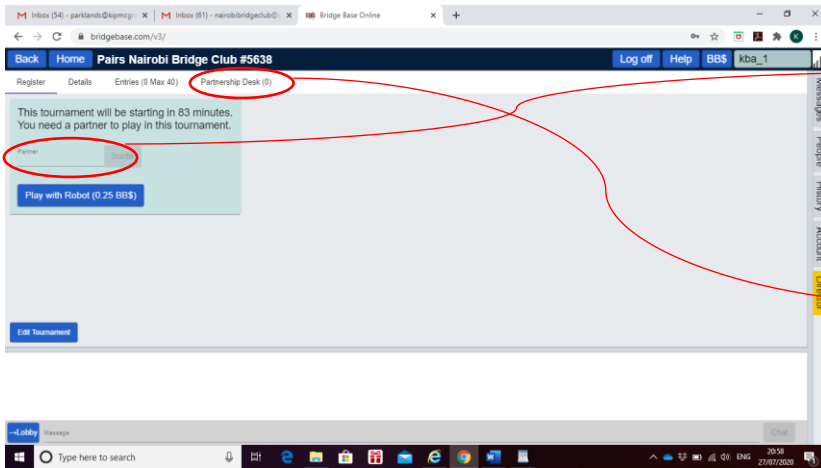 Inbox (54) - parklands@kipmcgr
Inbox (61) - nairobibridgeclub@
Bridge Base Online
bridgebase.com/v3/
K
Back Home Pairs Nairobi Bridge Club #5638 Log off Help BB$ kba_1
Register Details Entries (0 Max 40) Partnership Desk (0)
This tournament will be starting in 83 minutes.
You need a partner to play in this tournament.
Partner
Invite
Play with Robot (0.25 BB$)
Edit Tournament
Messages
People
History
Account
Director
→Lobby Message Chat
Type here to search
ENG
20:58
27/07/2020